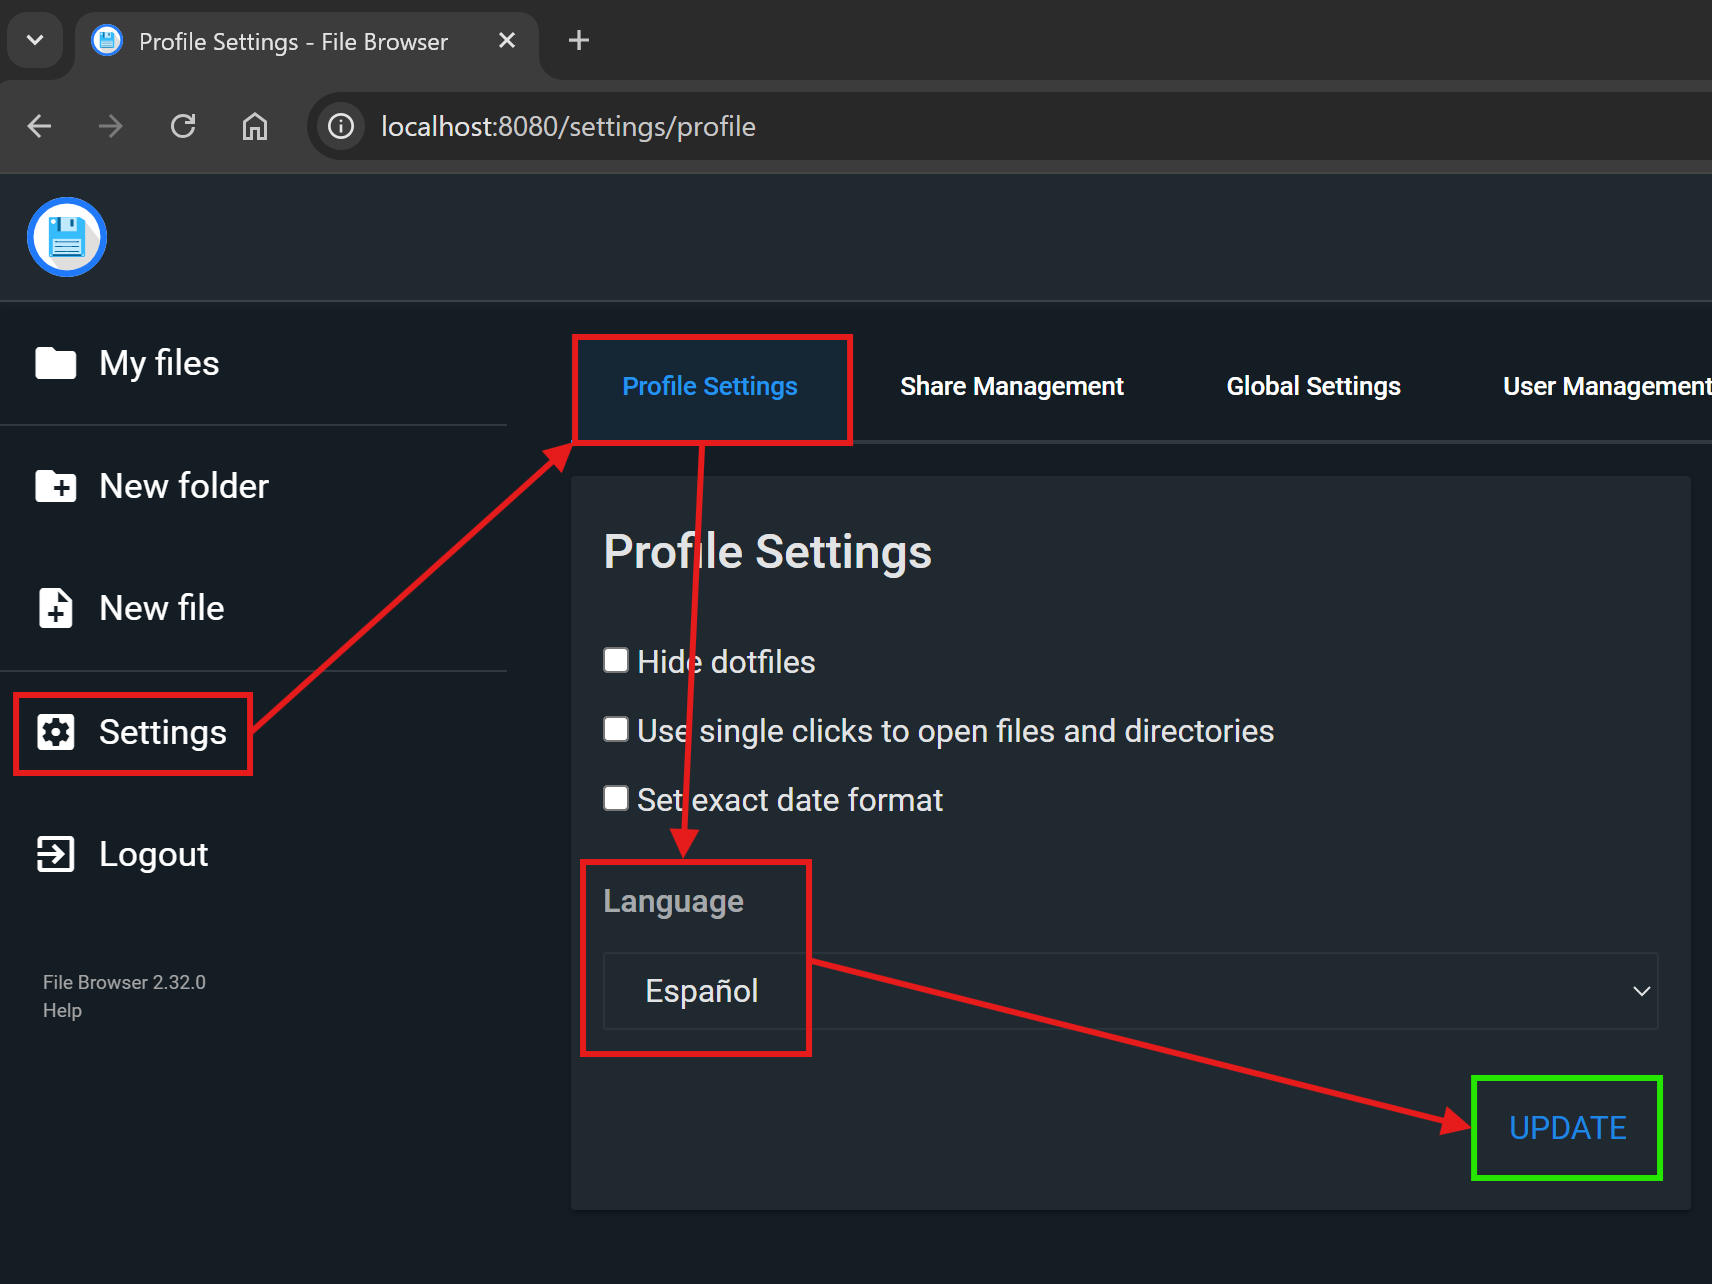 Profile Settings - File Browser
localhost:8080/settings/profile
My files
New folder
New file
Settings
Logout
File Browser 2.32.0
Help
Profile Settings
Share Management
Global Settings
User Management
Profile Settings
Hide dotfiles
Use single clicks to open files and directories
Set exact date format
Language
Español
UPDATE